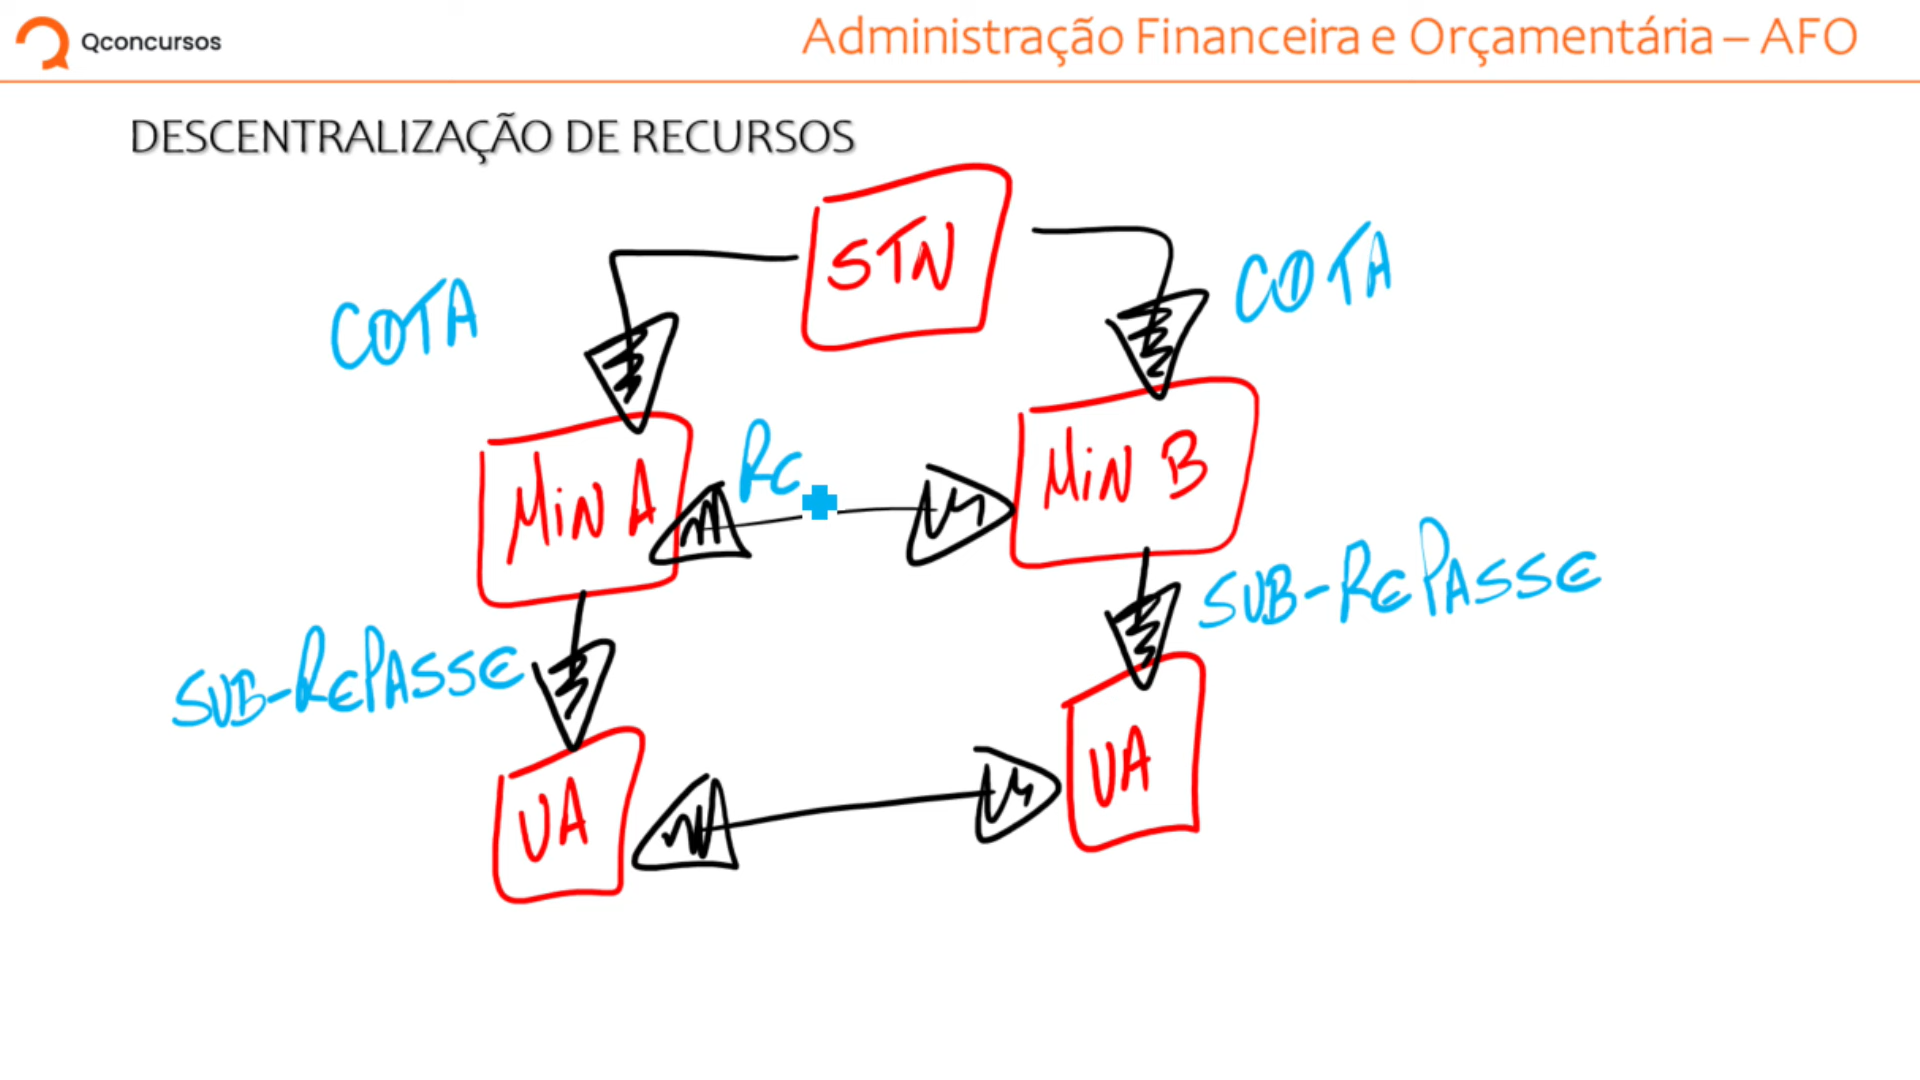 Qconcursos
Administração Financeira e Orçamentária – AFO
DESCENTRALIZAÇÃO DE RECURSOS
STN
COTA
COTA
MIN A
RE
MIN B
SUB-REPASSE
SUB-REPASSE
UA
UA